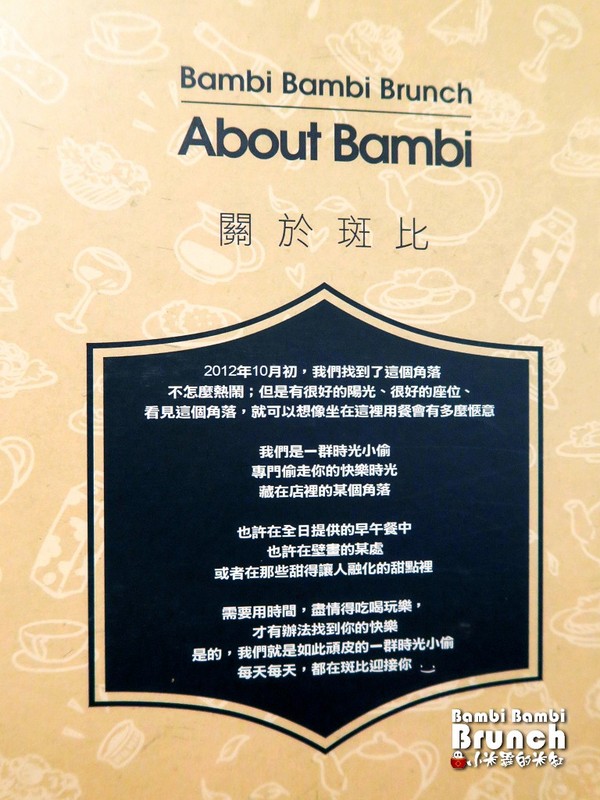 Bambi Bambi Brunch
About Bambi
關於斑比
2012年10月初，我們找到了這個角落
不怎麼熱鬧；但是有很好的陽光、很好的座位、
看見這個角落，就可以想像坐在這裡用餐會有多麼愜意
我們是一群時光小偷
專門偷走你的快樂時光
藏在店裡的某個角落
也許在全日提供的早午餐中
也許在壁畫的某處
或者在那些甜得讓人融化的甜點裡
需要用時間，盡情得吃喝玩樂，
才有辦法找到你的快樂
是的，我們就是如此頑皮的一群時光小偷
每天每天，都在斑比迎接你
Bambi Bambi
Brunch